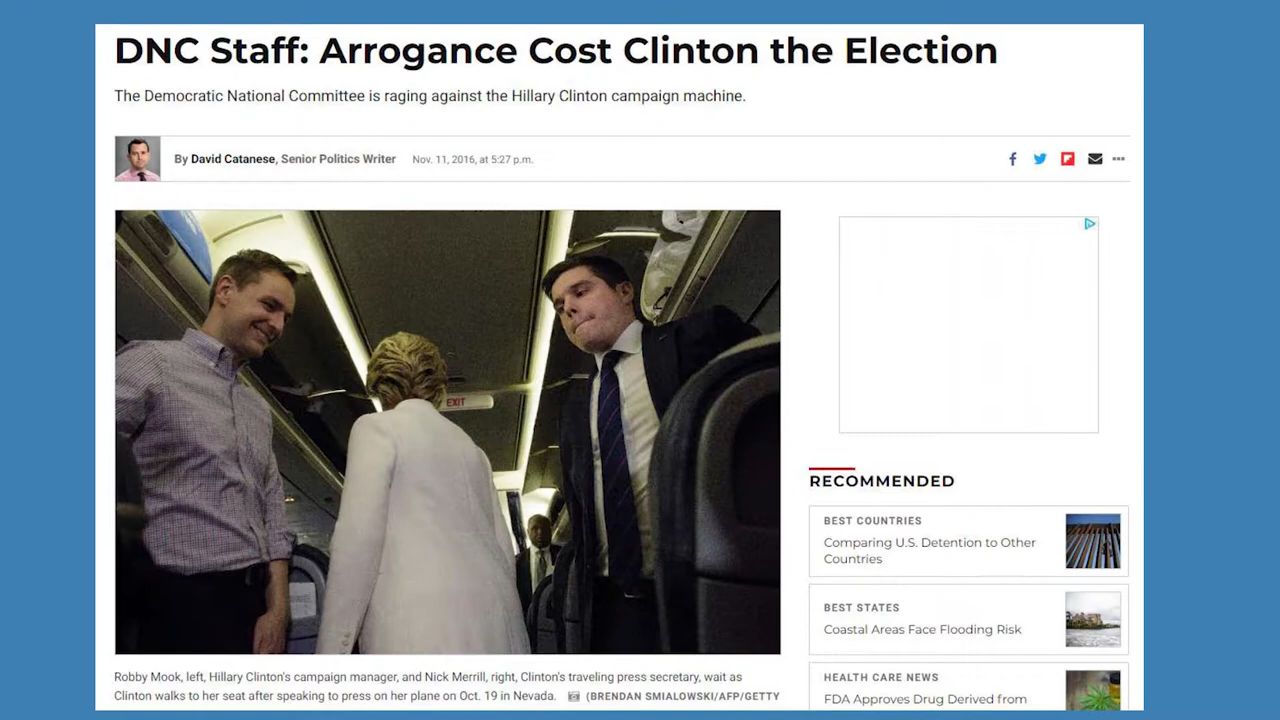 DNC Staff: Arrogance Cost Clinton the Election
The Democratic National Committee is raging against the Hillary Clinton campaign machine.
By David Catanese, Senior Politics Writer Nov. 11, 2016, at 5:27 p.m.
EXIT
Robby Mook, left, Hillary Clinton's campaign manager, and Nick Merrill, right, Clinton's traveling press secretary, wait as
Clinton walks to her seat after speaking to press on her plane on Oct. 19 in Nevada. (BRENDAN SMIALOWSKI/AFP/GETTY
RECOMMENDED
BEST COUNTRIES
Comparing U.S. Detention to Other
Countries
BEST STATES
Coastal Areas Face Flooding Risk
HEALTH CARE NEWS
FDA Approves Drug Derived from